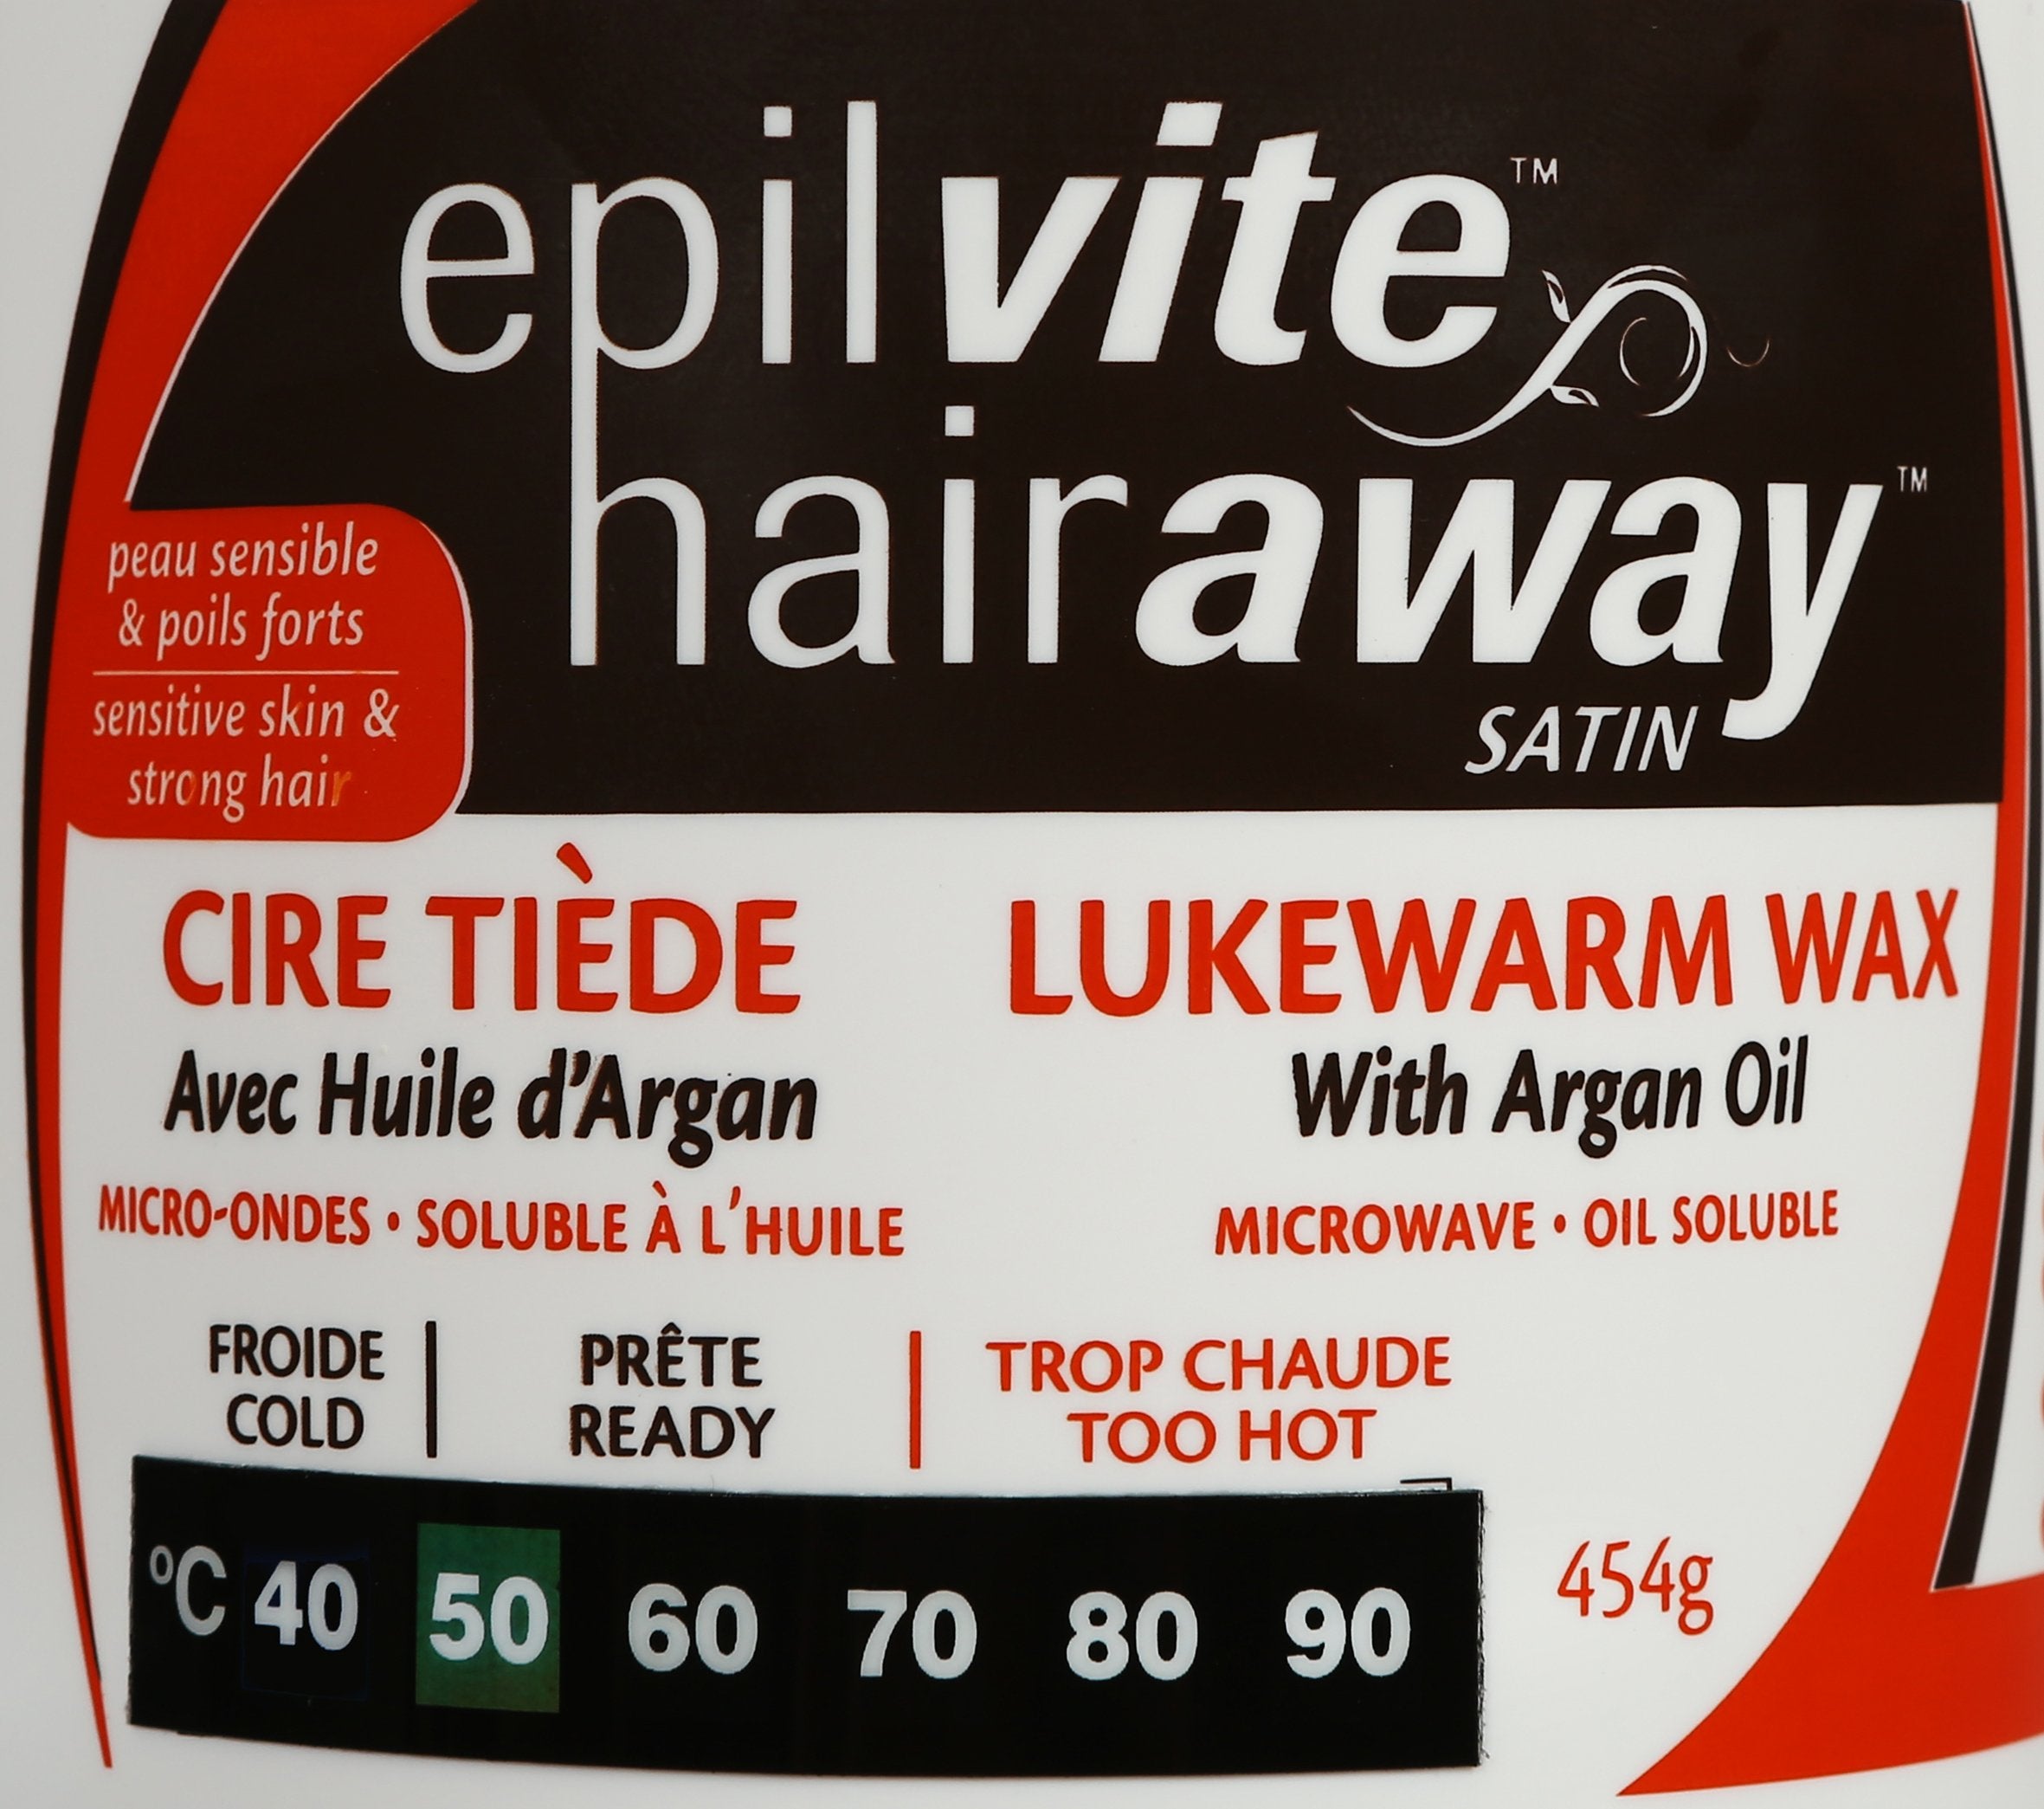 epilvite™
hairaway™
SATIN
peau sensible
& poils forts
sensitive skin &
strong hair
CIRE TIÈDE
Avec Huile d'Argan
MICRO-ONDES • SOLUBLE À L'HUILE
LUKEWARM WAX
With Argan Oil
MICROWAVE • OIL SOLUBLE
FROIDE
COLD
PRÊTE
READY
TROP CHAUDE
TOO HOT
°C 40 50 60 70 80 90
454g